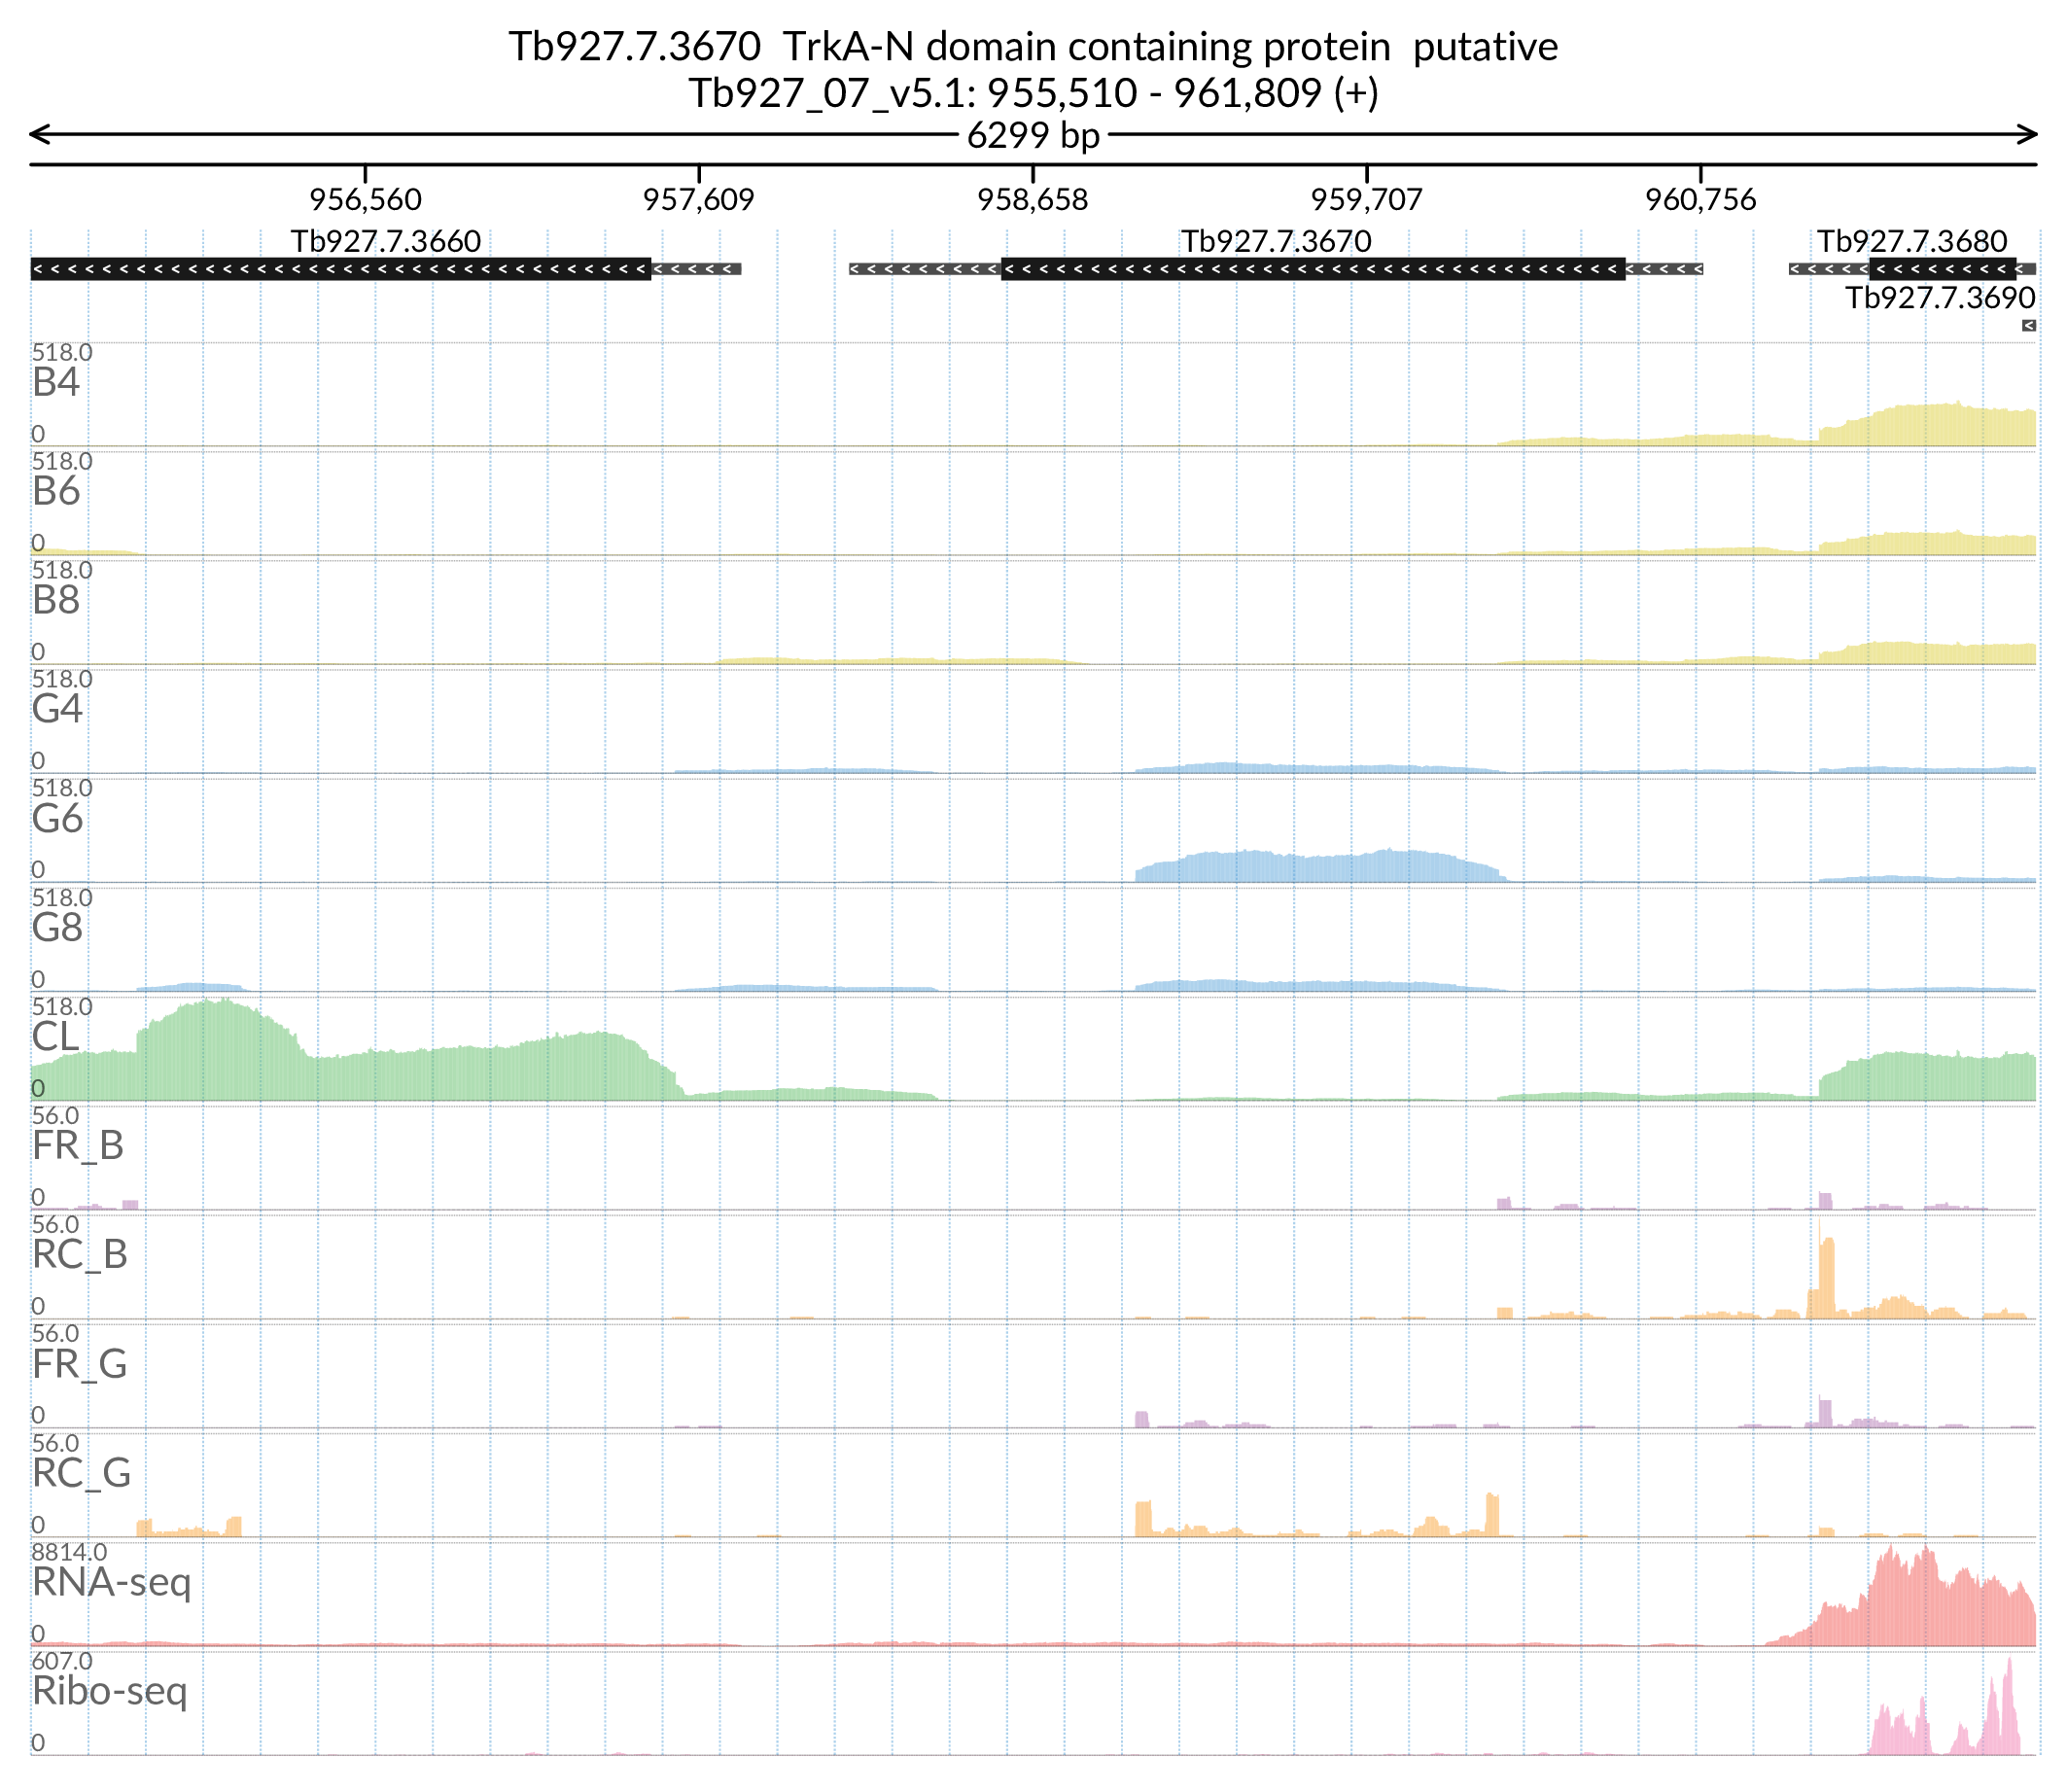 Tb927.7.3670  TrkA-N domain containing protein  putative
Tb927_07_v5.1: 955,510 - 961,809 (+)
6299 bp
956,560 957,609 958,658 959,707 960,756
Tb927.7.3660 Tb927.7.3670 Tb927.7.3680
Tb927.7.3690
518.0
B4
0
518.0
B6
0
518.0
B8
0
518.0
G4
0
518.0
G6
0
518.0
G8
0
518.0
CL
0
56.0
FR_B
0
56.0
RC_B
0
56.0
FR_G
0
56.0
RC_G
0
8814.0
RNA-seq
0
607.0
Ribo-seq
0